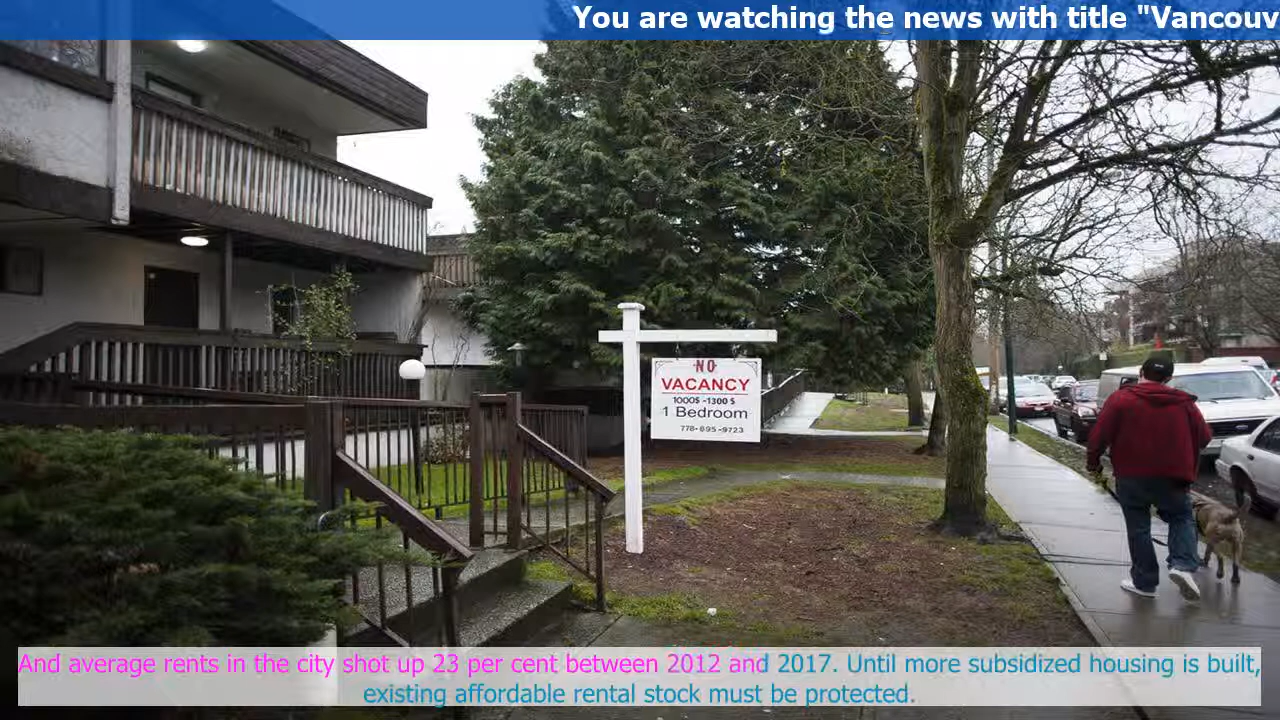 You are watching the news with title "Vancouv
NO
VACANCY
1000$ -1300 $
1 Bedroom
778-695-9723
And average rents in the city shot up 23 per cent between 2012 and 2017. Until more subsidized housing is built,
existing affordable rental stock must be protected.